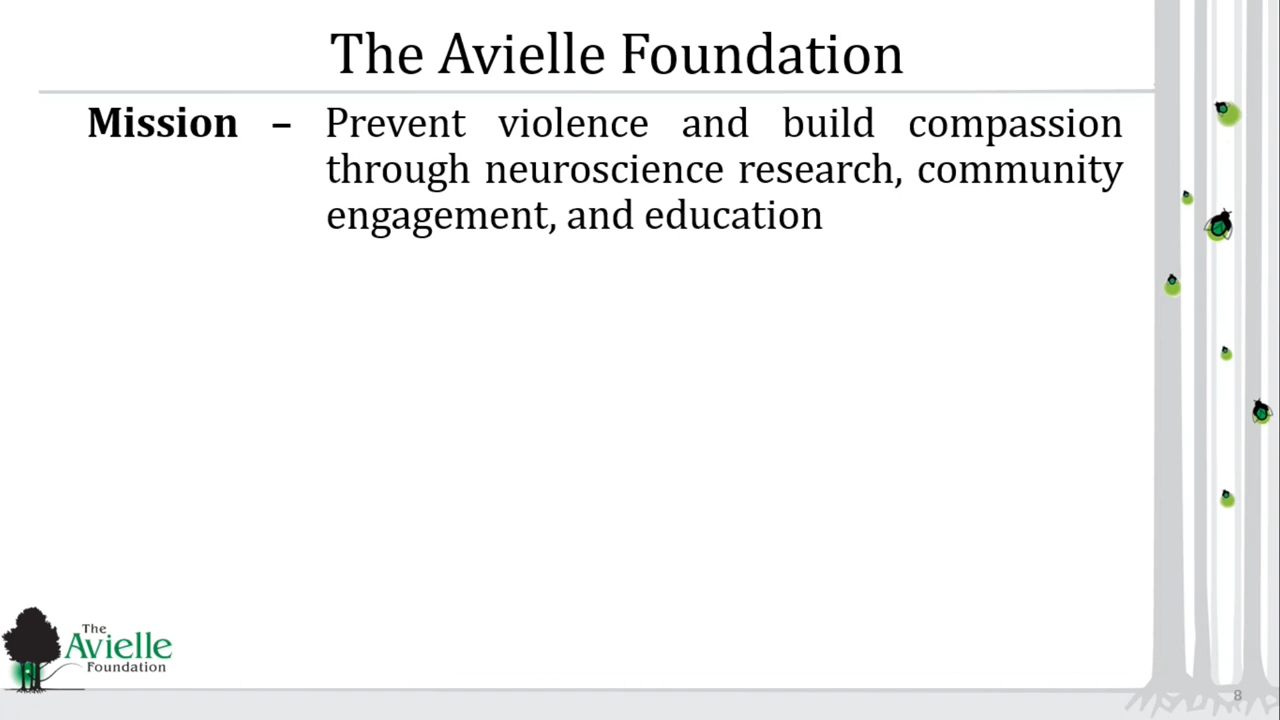 The Avielle Foundation
Mission – Prevent violence and build compassion
through neuroscience research, community
engagement, and education
The
Avielle
Foundation
8